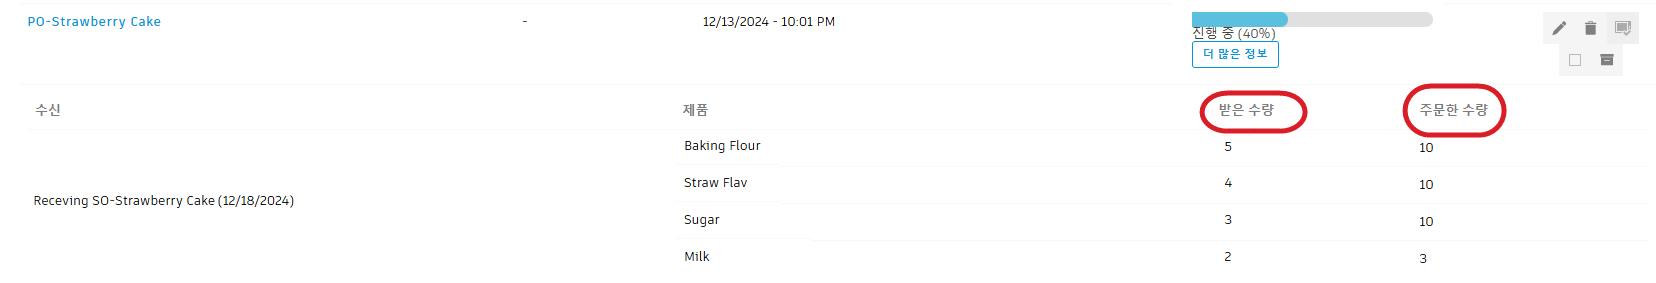 PO-Strawberry Cake - 12/13/2024 - 10:01 PM
진행 중 (40%)
더 많은 정보
수신 제품 받은 수량 주문한 수량
Baking Flour 5 10
Straw Flav 4 10
Receving SO-Strawberry Cake (12/18/2024)
Sugar 3 10
Milk 2 3